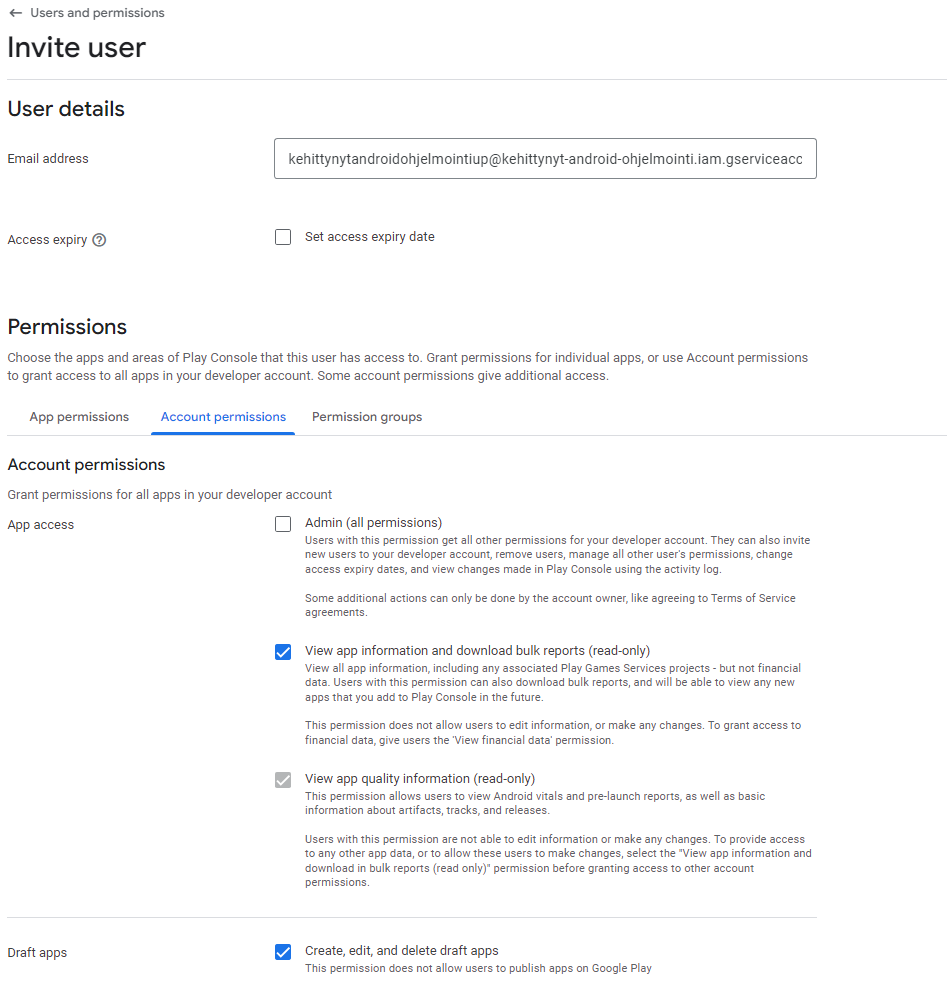 Users and permissions
Invite user
User details
Email address
kehittynytandroidohjelmointiup@kehittynyt-android-ohjelmointi.iam.gserviceacc
Access expiry
Set access expiry date
Permissions
Choose the apps and areas of Play Console that this user has access to. Grant permissions for individual apps, or use Account permissions
to grant access to all apps in your developer account. Some account permissions give additional access.
App permissions Account permissions Permission groups
Account permissions
Grant permissions for all apps in your developer account
App access
Admin (all permissions)
Users with this permission get all other permissions for your developer account. They can also invite
new users to your developer account, remove users, manage all other user's permissions, change
access expiry dates, and view changes made in Play Console using the activity log.
Some additional actions can only be done by the account owner, like agreeing to Terms of Service
agreements.
View app information and download bulk reports (read-only)
View all app information, including any associated Play Games Services projects - but not financial
data. Users with this permission can also download bulk reports, and will be able to view any new
apps that you add to Play Console in the future.
This permission does not allow users to edit information, or make any changes. To grant access to
financial data, give users the 'View financial data' permission.
View app quality information (read-only)
This permission allows users to view Android vitals and pre-launch reports, as well as basic
information about artifacts, tracks, and releases.
Users with this permission are not able to edit information or make any changes. To provide access
to any other app data, or to allow these users to make changes, select the "View app information and
download in bulk reports (read only)" permission before granting access to other account
permissions.
Draft apps
Create, edit, and delete draft apps
This permission does not allow users to publish apps on Google Play